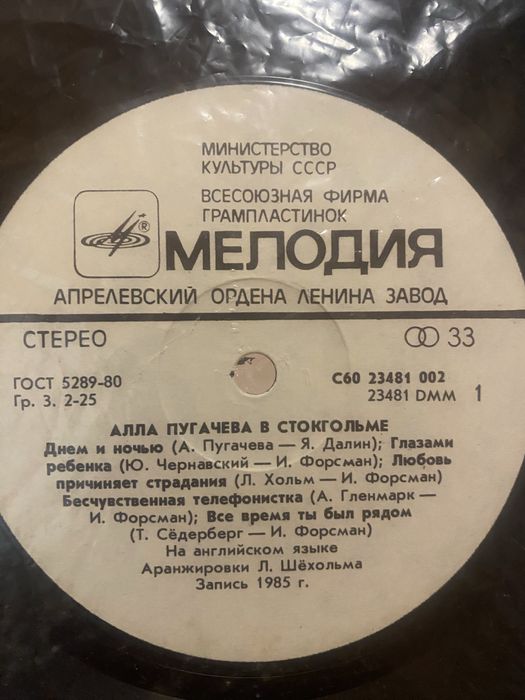 МИНИСТЕРСТВО
КУЛЬТУРЫ СССР
ВСЕСОЮЗНАЯ ФИРМА
ГРАМПЛАСТИНОК
®
МЕЛОДИЯ
АПРЕЛЕВСКИЙ ОРДЕНА ЛЕНИНА ЗАВОД
СТЕРЕО 33
ГОСТ 5289-80 С60 23481 002
Гр. 3. 2-25 23481 DMM 1
АЛЛА ПУГАЧЕВА В СТОКГОЛЬМЕ
Днем и ночью (А. Пугачева — Я. Далин); Глазами
ребенка (Ю. Чернавский — И. Форсман); Любовь
причиняет страдания (Л. Хольм — И. Форсман)
Бесчувственная телефонистка (А. Гленмарк —
И. Форсман); Все время ты был рядом
(Т. Сёдерберг — И. Форсман)
На английском языке
Аранжировки Л. Шёхольма
Запись 1985 г.